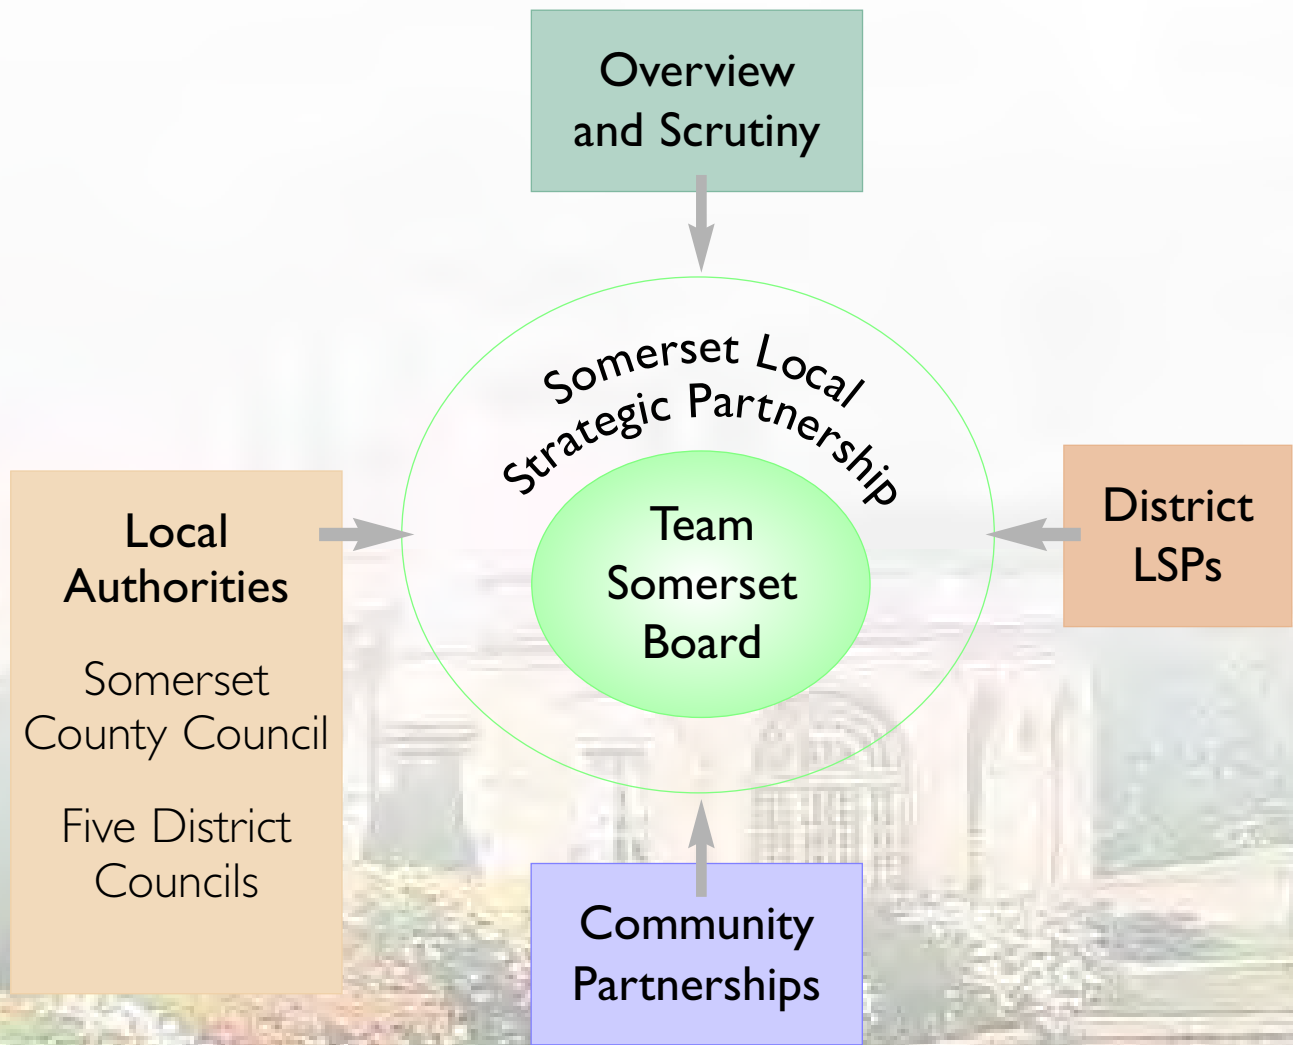 Overview
and Scrutiny
Somerset Local
Strategic Partnership
Team
Somerset
Board
Local
Authorities
Somerset
County Council
Five District
Councils
District
LSPs
Community
Partnerships